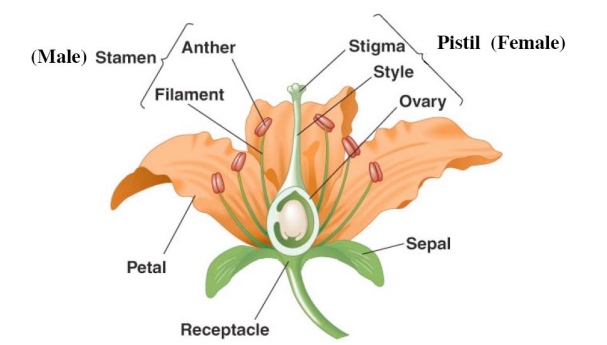 (Male) Stamen
Anther
Filament
Stigma
Style
Ovary
Pistil (Female)
Petal
Sepal
Receptacle